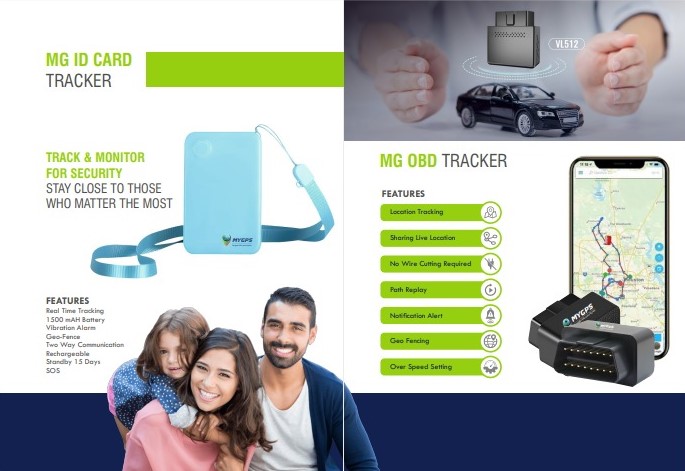 MG ID CARD
TRACKER
TRACK & MONITOR
FOR SECURITY
STAY CLOSE TO THOSE
WHO MATTER THE MOST
MYGPS
FEATURES
Real Time Tracking
1500 mAH Battery
Vibration Alarm
Geo-Fence
Two Way Communication
Rechargeable
Standby 15 Days
SOS
VL512
MG OBD TRACKER
FEATURES
Location Tracking
Sharing Live Location
No Wire Cutting Required
Path Replay
Notification Alert
Geo Fencing
Over Speed Setting
Houston
MYGPS